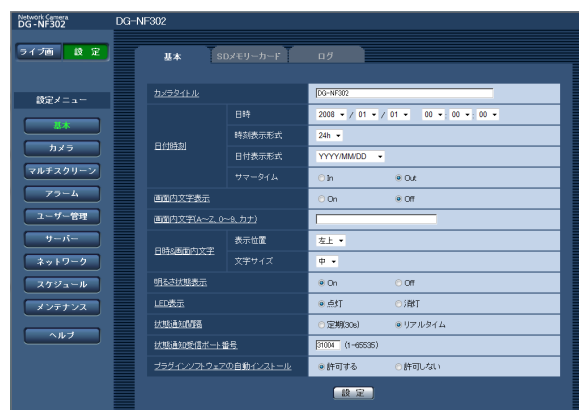 Network Camera
DG-NF302
DG-NF302
ライブ画 設 定
基本 SDメモリーカード ログ
設定メニュー
基本
カメラ
マルチスクリーン
アラーム
ユーザー管理
サーバー
ネットワーク
スケジュール
メンテナンス
ヘルプ
カメラタイトル DG-NF302
日付時刻
日時 2008 / 01 / 01 00 00 00
時刻表示形式 24h
日付表示形式 YYYY/MM/DD
サマータイム In Out
画面内文字表示 On Off
画面内文字(A～Z, 0～9, カナ)
日時&画面内文字
表示位置 左上
文字サイズ 中
明るさ状態表示 On Off
LED表示 点灯 消灯
状態通知間隔 定期(30s) リアルタイム
状態通知受信ポート番号 31004 (1-65535)
プラグインソフトウェアの自動インストール 許可する 許可しない
設 定